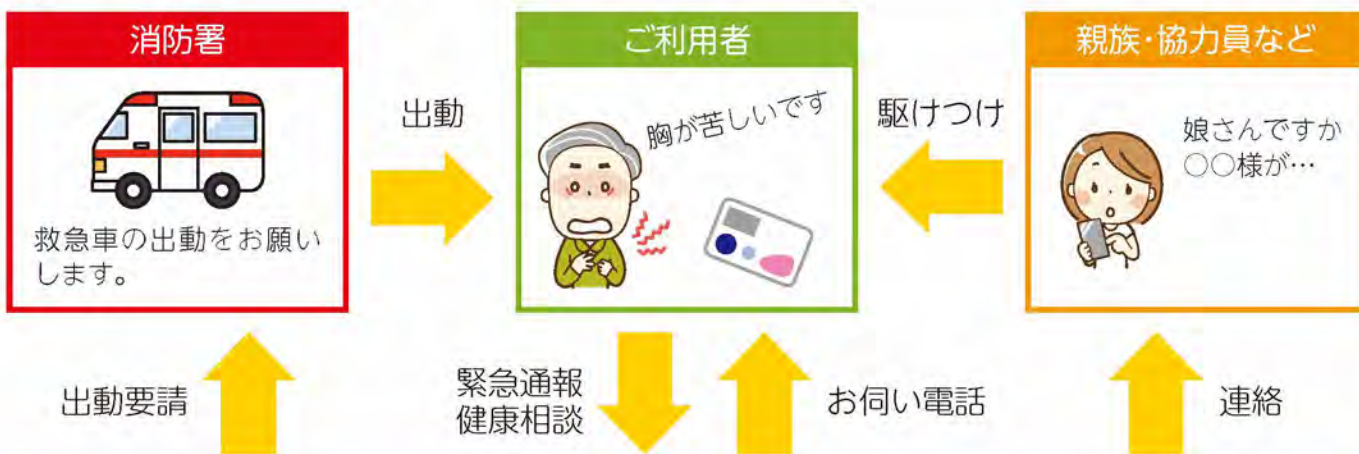 消防署
ご利用者
親族・協力員など
出動
胸が苦しいです
駆けつけ
娘さんですか
○○様が…
救急車の出動をお願い
します。
出動要請
緊急通報
健康相談
お伺い電話
連絡